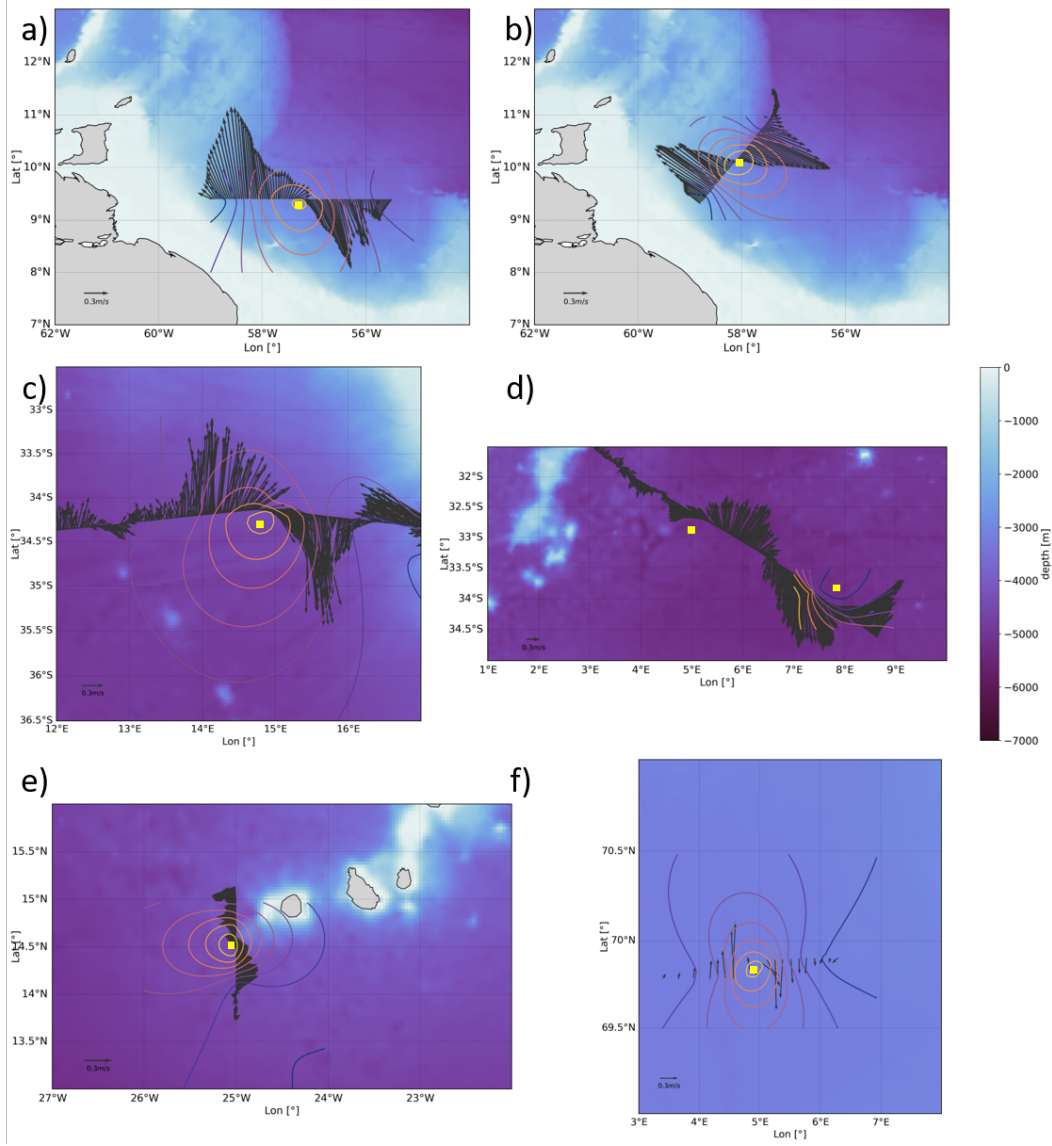 a)
12°N
11°N
10°N
9°N
8°N
7°N
Lat [°]
0.3m/s
62°W 60°W 58°W 56°W
Lon [°]
b)
12°N
11°N
10°N
9°N
8°N
7°N
Lat [°]
0.3m/s
62°W 60°W 58°W 56°W
Lon [°]
c)
33°S
33.5°S
34°S
34.5°S
35°S
35.5°S
36°S
36.5°S
Lat [°]
0.3m/s
12°E 13°E 14°E 15°E 16°E
Lon [°]
d)
32°S
32.5°S
33°S
33.5°S
34°S
34.5°S
Lat [°]
0.3m/s
1°E 2°E 3°E 4°E 5°E 6°E 7°E 8°E 9°E
Lon [°]
0
−1000
−2000
−3000
−4000
−5000
−6000
−7000
depth [m]
e)
15.5°N
15°N
14.5°N
14°N
13.5°N
Lat [°]
0.3m/s
27°W 26°W 25°W 24°W 23°W
Lon [°]
f)
70.5°N
70°N
69.5°N
Lat [°]
0.3m/s
3°E 4°E 5°E 6°E 7°E
Lon [°]